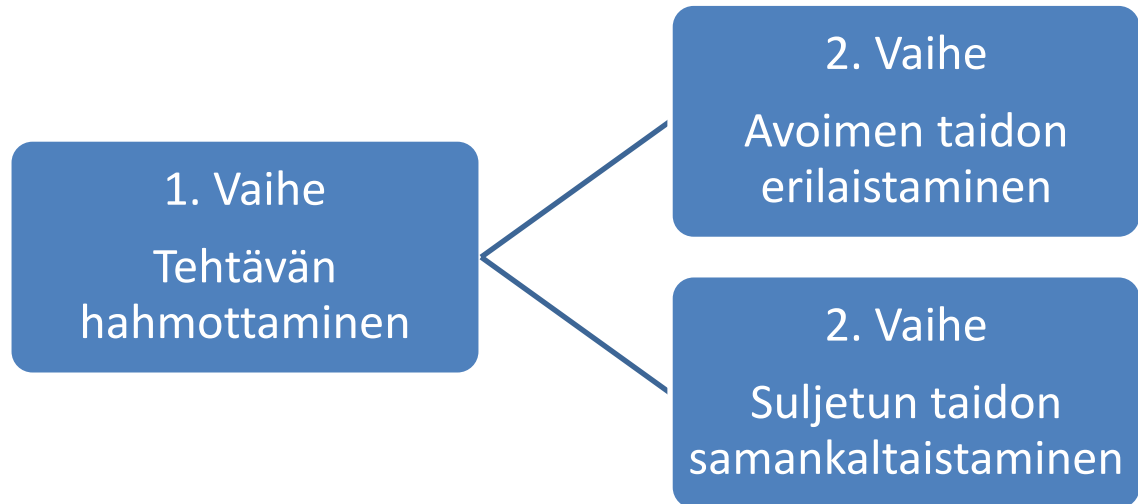 1. Vaihe
Tehtävän
hahmottaminen
2. Vaihe
Avoimen taidon
erilaistaminen
2. Vaihe
Suljetun taidon
samankaltaistaminen